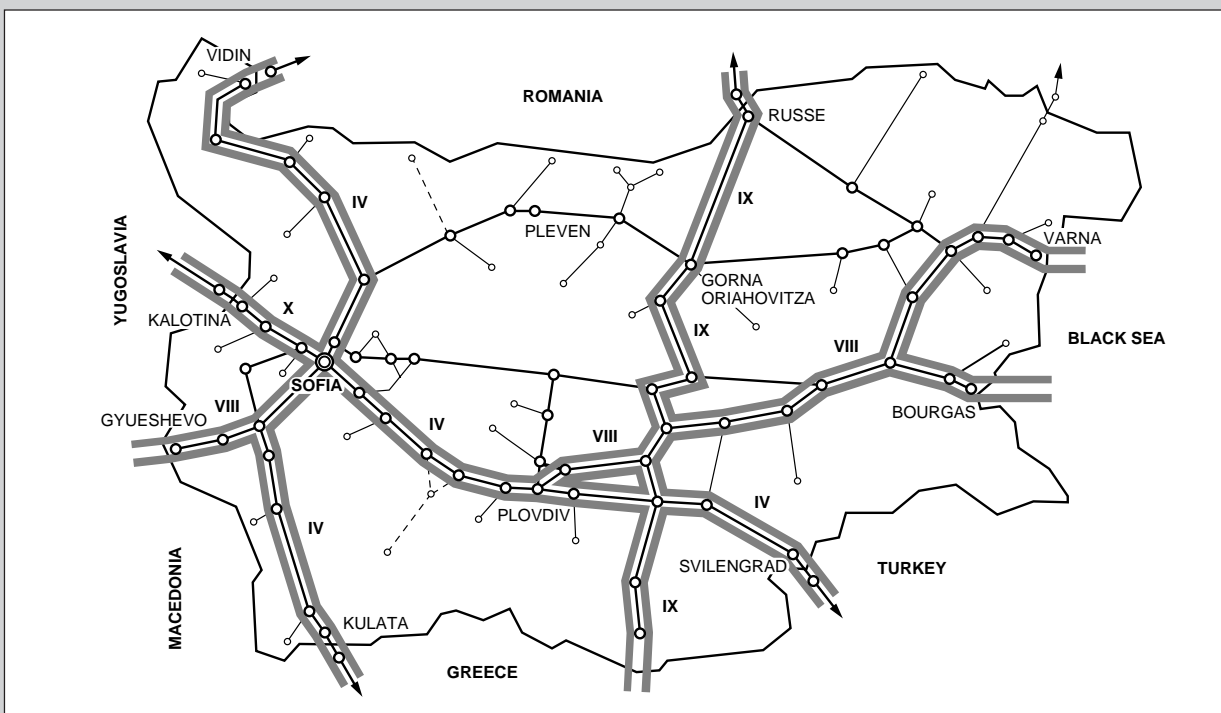 VIDIN
ROMANIA
RUSSE
IX
IV
PLEVEN
VARNA
YUGOSLAVIA
GORNA
ORIAHOVITZA
X
KALOTINA
IX
BLACK SEA
VIII
SOFIA
VIII
GYUESHEVO
BOURGAS
IV
VIII
IV
PLOVDIV
IV
SVILENGRAD
TURKEY
MACEDONIA
IX
KULATA
GREECE